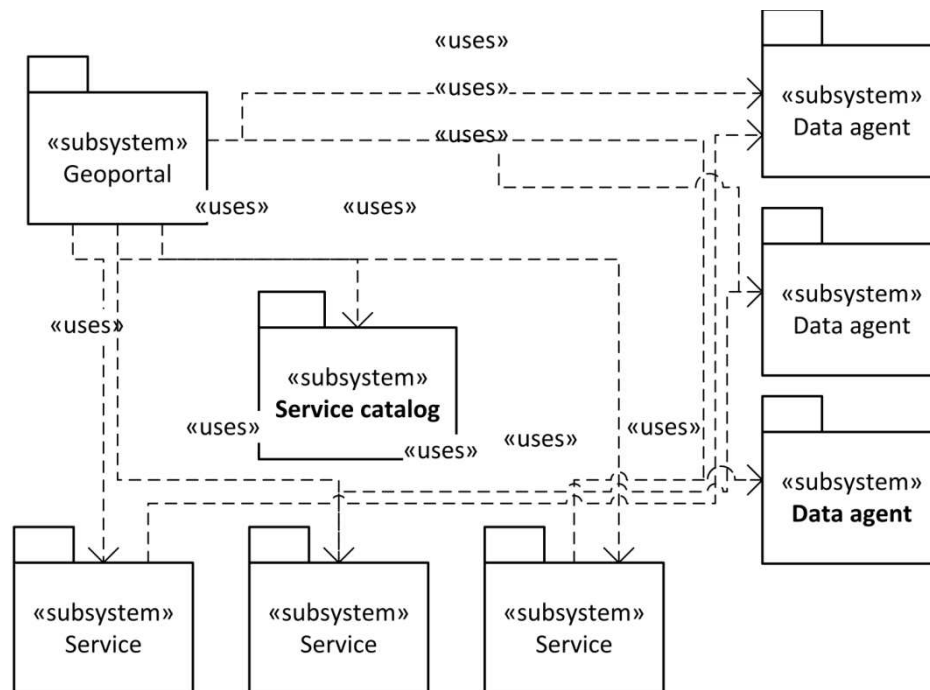 «uses»
«uses»
«subsystem»
Data agent
«uses»
«subsystem»
Geoportal
«uses»
«uses»
«subsystem»
Data agent
«uses»
«subsystem»
Service catalog
«uses»
«uses»
«uses»
«uses»
«subsystem»
Data agent
«subsystem»
Service
«subsystem»
Service
«subsystem»
Service